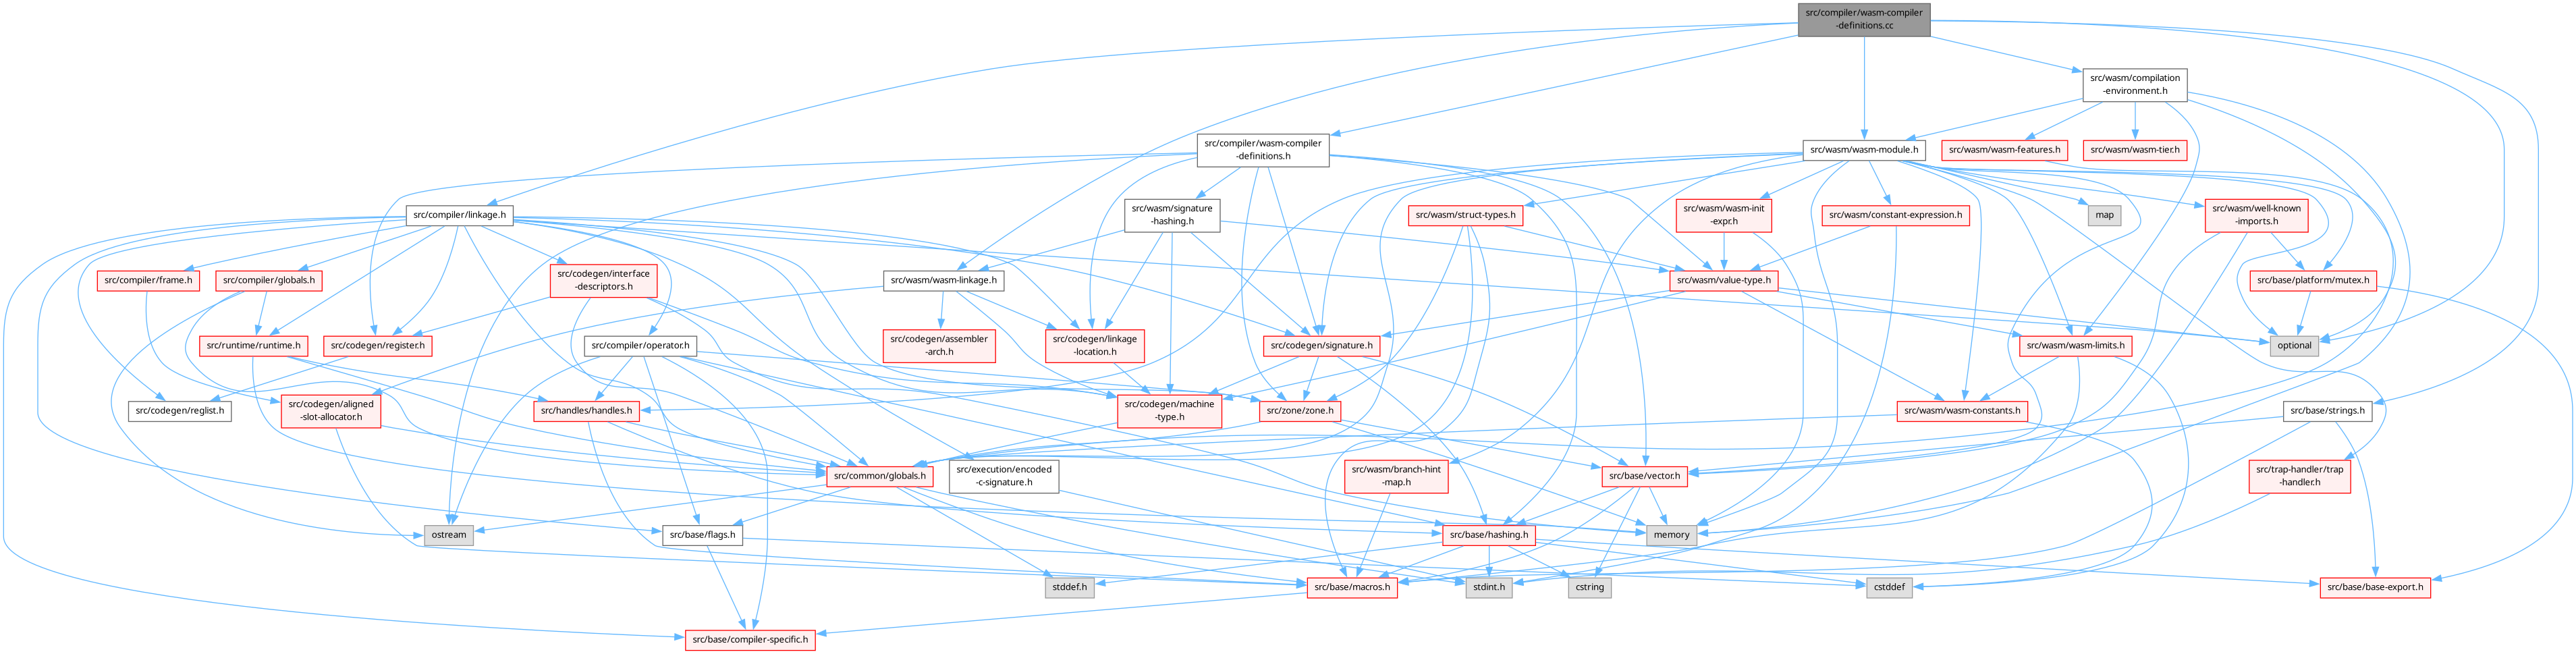 src/compiler/wasm-compiler
-definitions.cc
src/wasm/compilation
-environment.h
src/compiler/wasm-compiler
-definitions.h
src/wasm/wasm-module.h
src/wasm/wasm-features.h
src/wasm/wasm-tier.h
src/compiler/linkage.h
src/wasm/signature
-hashing.h
src/wasm/struct-types.h
src/wasm/wasm-init
-expr.h
src/wasm/constant-expression.h
map
src/wasm/well-known
-imports.h
src/compiler/frame.h
src/compiler/globals.h
src/codegen/interface
-descriptors.h
src/wasm/wasm-linkage.h
src/wasm/value-type.h
src/base/platform/mutex.h
src/runtime/runtime.h
src/codegen/register.h
src/compiler/operator.h
src/codegen/assembler
-arch.h
src/codegen/linkage
-location.h
src/codegen/signature.h
src/wasm/wasm-limits.h
optional
src/codegen/reglist.h
src/codegen/aligned
-slot-allocator.h
src/handles/handles.h
src/codegen/machine
-type.h
src/zone/zone.h
src/wasm/wasm-constants.h
src/base/strings.h
src/common/globals.h
src/execution/encoded
-c-signature.h
src/wasm/branch-hint
-map.h
src/base/vector.h
src/trap-handler/trap
-handler.h
ostream
src/base/flags.h
src/base/hashing.h
memory
stddef.h
src/base/macros.h
stdint.h
cstring
cstddef
src/base/base-export.h
src/base/compiler-specific.h